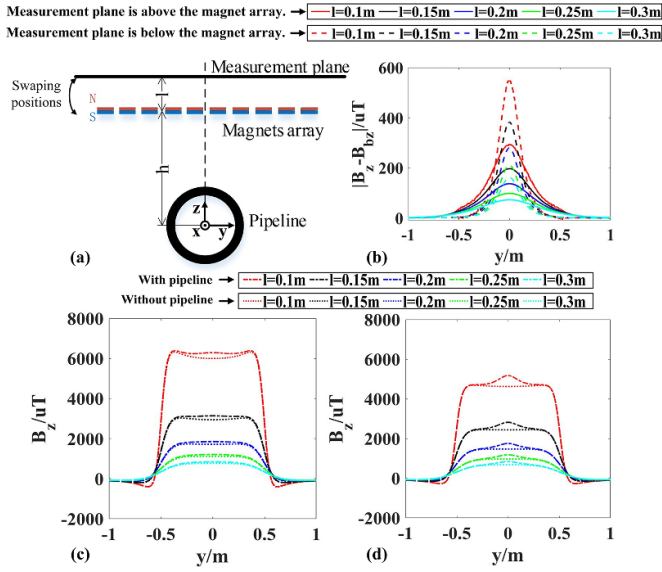 Measurement plane is above the magnet array. l=0.1m l=0.15m l=0.2m l=0.25m l=0.3m
Measurement plane is below the magnet array. l=0.1m l=0.15m l=0.2m l=0.25m l=0.3m
Swaping
positions
Measurement plane
l
N
S
Magnets array
h
z
x
y
Pipeline
(a)
|Bz-Bbz|/uT
600
400
200
0
-1 -0.5 0 0.5 1
y/m
(b)
With pipeline l=0.1m l=0.15m l=0.2m l=0.25m l=0.3m
Without pipeline l=0.1m l=0.15m l=0.2m l=0.25m l=0.3m
Bz/uT
8000
6000
4000
2000
0
-2000
-1 -0.5 0 0.5 1
(c)
y/m
Bz/uT
8000
6000
4000
2000
0
-2000
-1 -0.5 0 0.5 1
(d)
y/m